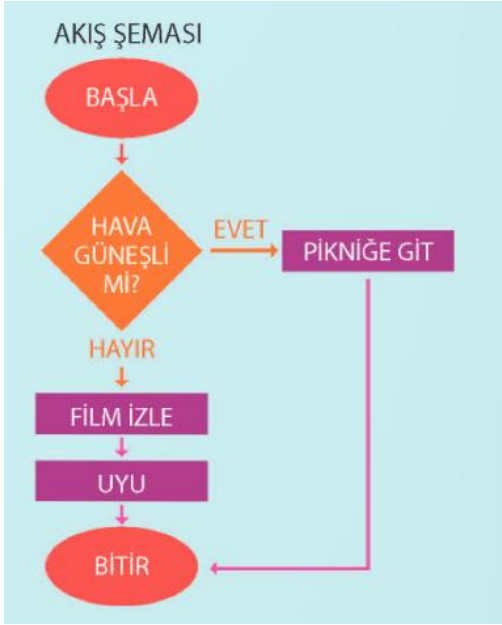 AKIŞ ŞEMASI
BAŞLA
HAVA
GÜNEŞLİ
Mİ?
EVET
PİKNİĞE GİT
HAYIR
FİLM İZLE
UYU
BİTİR